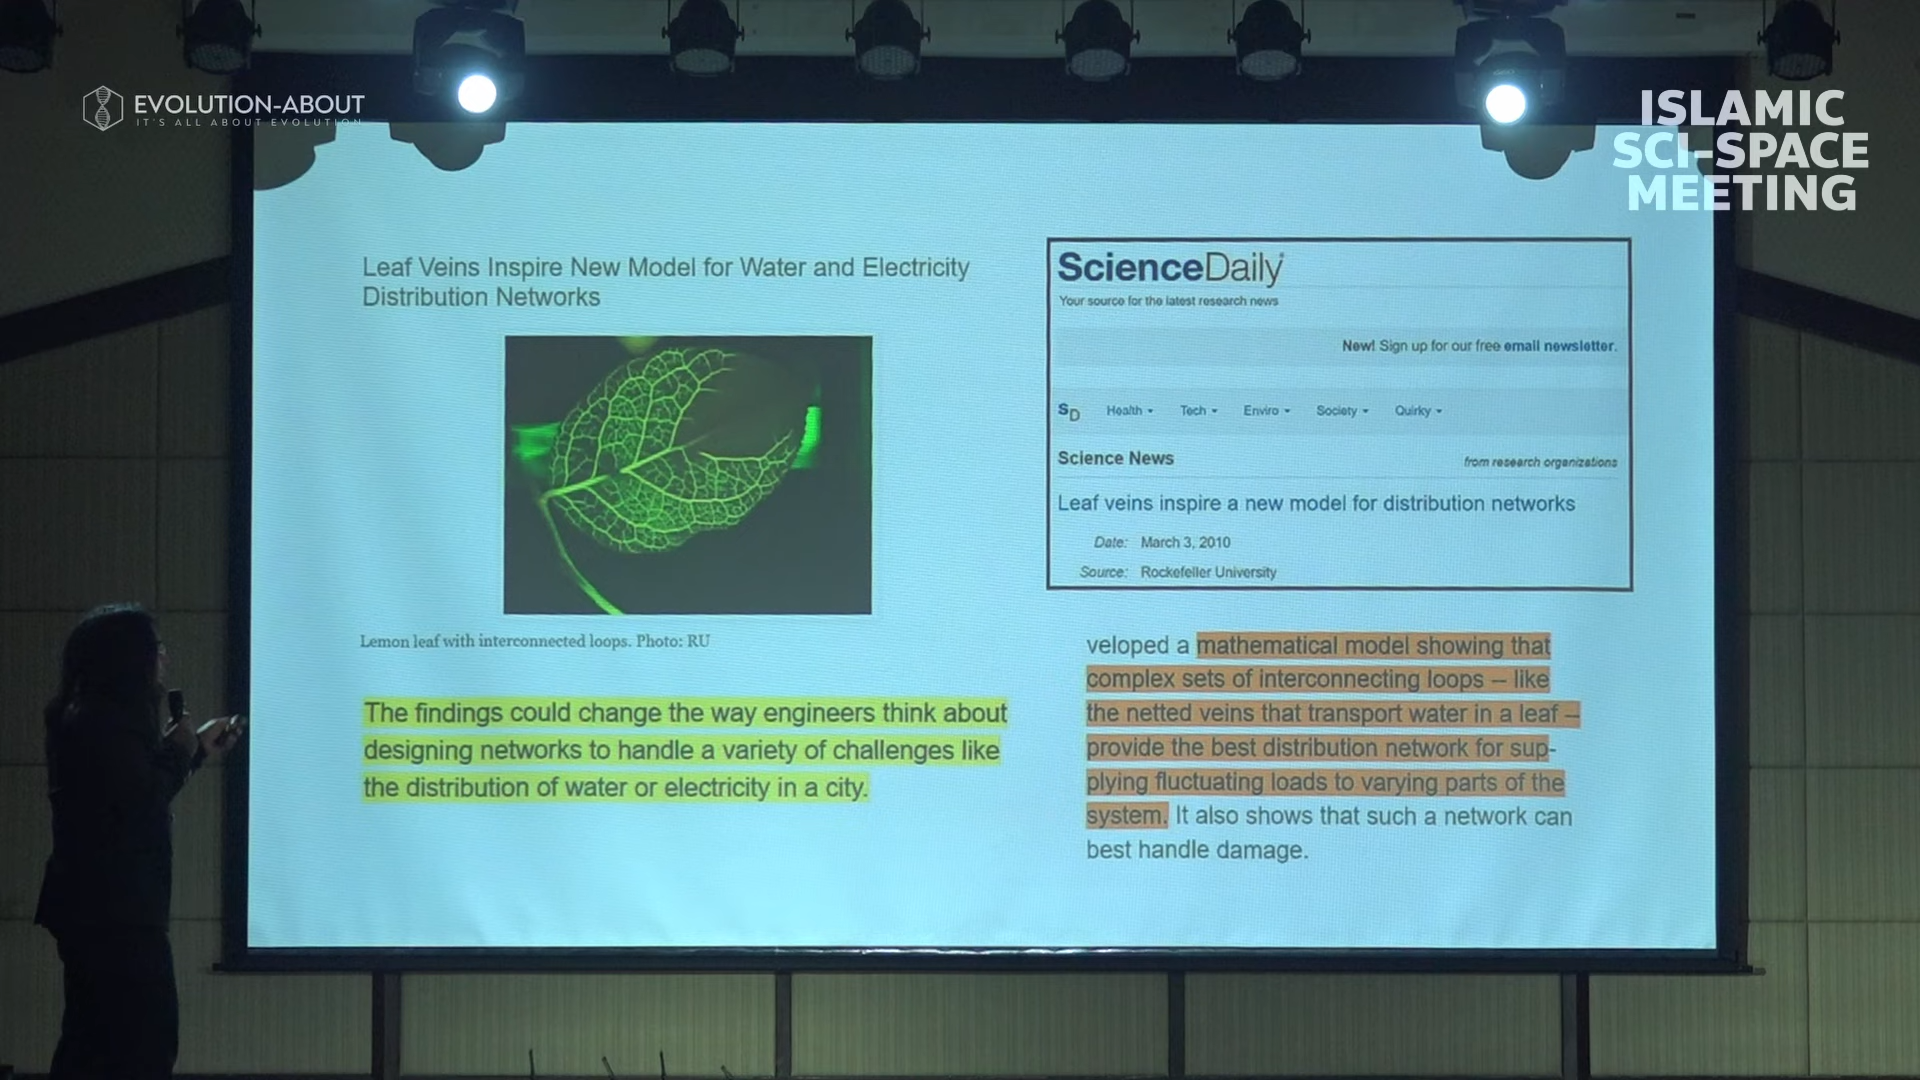 EVOLUTION-ABOUT
IT'S ALL ABOUT EVOLUTION
ISLAMIC
SCI-SPACE
MEETING
Leaf Veins Inspire New Model for Water and Electricity
Distribution Networks
Lemon leaf with interconnected loops. Photo: RU
The findings could change the way engineers think about
designing networks to handle a variety of challenges like
the distribution of water or electricity in a city.
ScienceDaily
Your source for the latest research news
New! Sign up for our free email newsletter.
SD Health Tech Enviro Society Quirky
Science News from research organizations
Leaf veins inspire a new model for distribution networks
Date: March 3, 2010
Source: Rockefeller University
veloped a mathematical model showing that
complex sets of interconnecting loops — like
the netted veins that transport water in a leaf —
provide the best distribution network for sup-
plying fluctuating loads to varying parts of the
system. It also shows that such a network can
best handle damage.